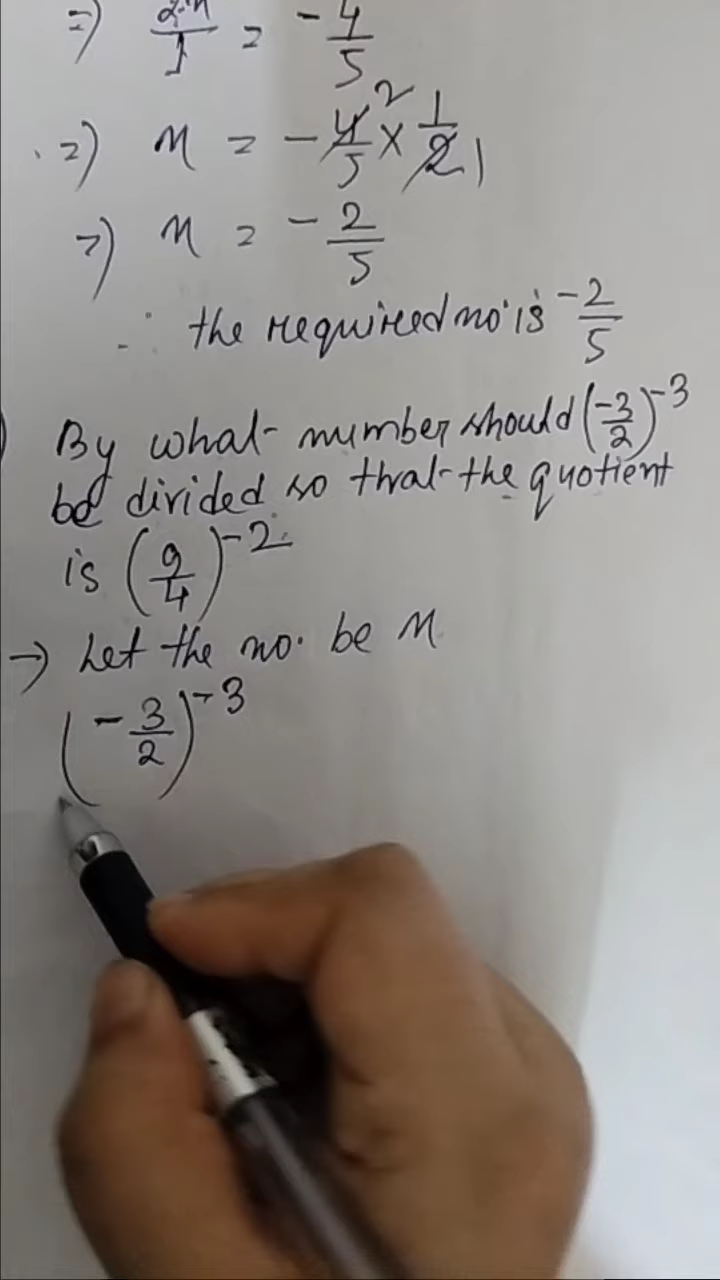 =) 2x/1 = -4/5
=) x = -4/5 2 × 1/2 1
=) x = -2/5
∴ the required no· is -2/5
) By what number should (-3/2)^-3
be divided so that the quotient
is (9/4)^-2
→ Let the no. be x
(-3/2)^-3